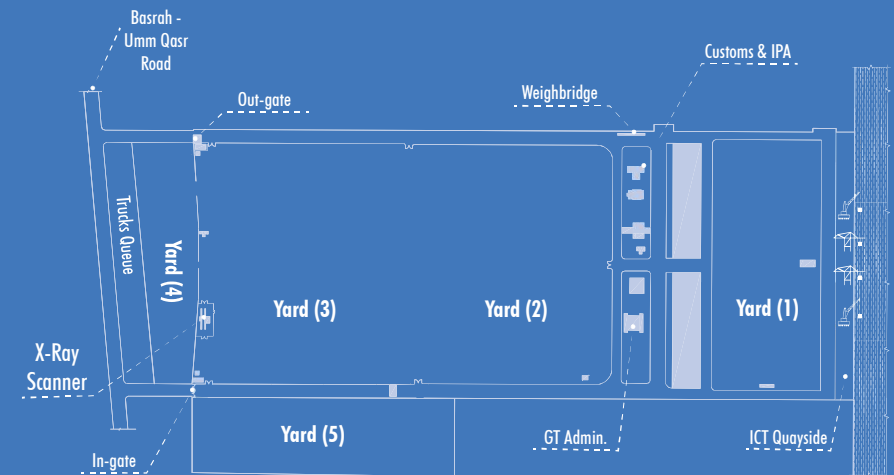 Basrah -
Umm Qasr
Road
Customs & IPA
Out-gate
Weighbridge
Trucks Queue
Yard (4)
Yard (3)
Yard (2)
Yard (1)
X-Ray
Scanner
Yard (5)
GT Admin.
ICT Quayside
In-gate